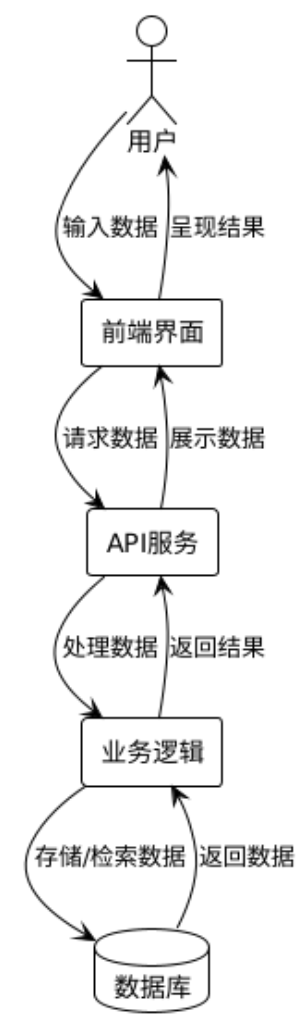 用户
输入数据 呈现结果
前端界面
请求数据 展示数据
API服务
处理数据 返回结果
业务逻辑
存储/检索数据 返回数据
数据库